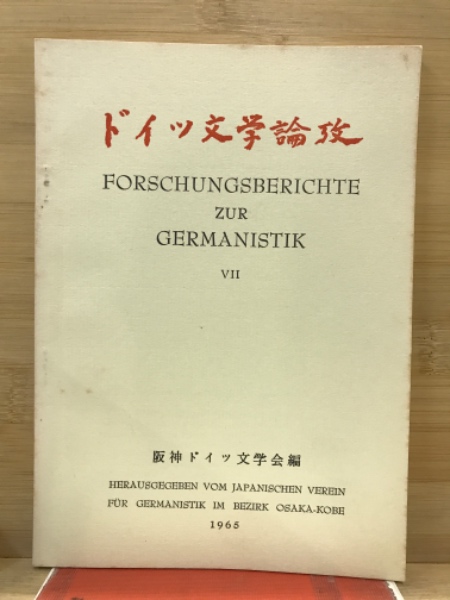 ドイツ文学論攷
FORSCHUNGSBERICHTE
ZUR
GERMANISTIK
VII
阪神ドイツ文学会編
HERAUSGEGEBEN VOM JAPANISCHEN VEREIN
FÜR GERMANISTIK IM BEZIRK OSAKA-KOBE
1965